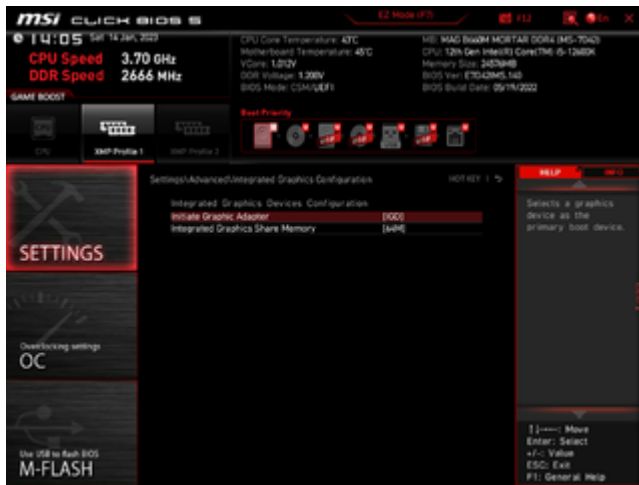 msi CLICK BIOS 5
EZ Mode (F7)
F12
En
X
14:05 Sat 14 Jan, 2023
CPU Speed 3.70 GHz
DDR Speed 2666 MHz
CPU Core Temperature: 43°C
Motherboard Temperature: 45°C
VCore: 1.012V
DDR Voltage: 1.200V
BIOS Mode: CSM/UEFI
MB: MAG B660M MORTAR DDR4 (MS-7D42)
CPU: 12th Gen Intel(R) Core(TM) i5-12600K
Memory Size: 24576MB
BIOS Ver: E7D42IMS.140
BIOS Build Date: 05/19/2022
GAME BOOST
CPU
XMP Profile 1
XMP Profile 2
Boot Priority
SETTINGS
Overclocking settings
OC
Use USB to flash BIOS
M-FLASH
Settings\Advanced\Integrated Graphics Configuration
HOT KEY
Integrated Graphics Devices Configuration
Initiate Graphic Adapter [IGD]
Integrated Graphics Share Memory [64M]
HELP
INFO
Selects a graphics
device as the
primary boot device.
Move
Enter: Select
+/-: Value
ESC: Exit
F1: General Help